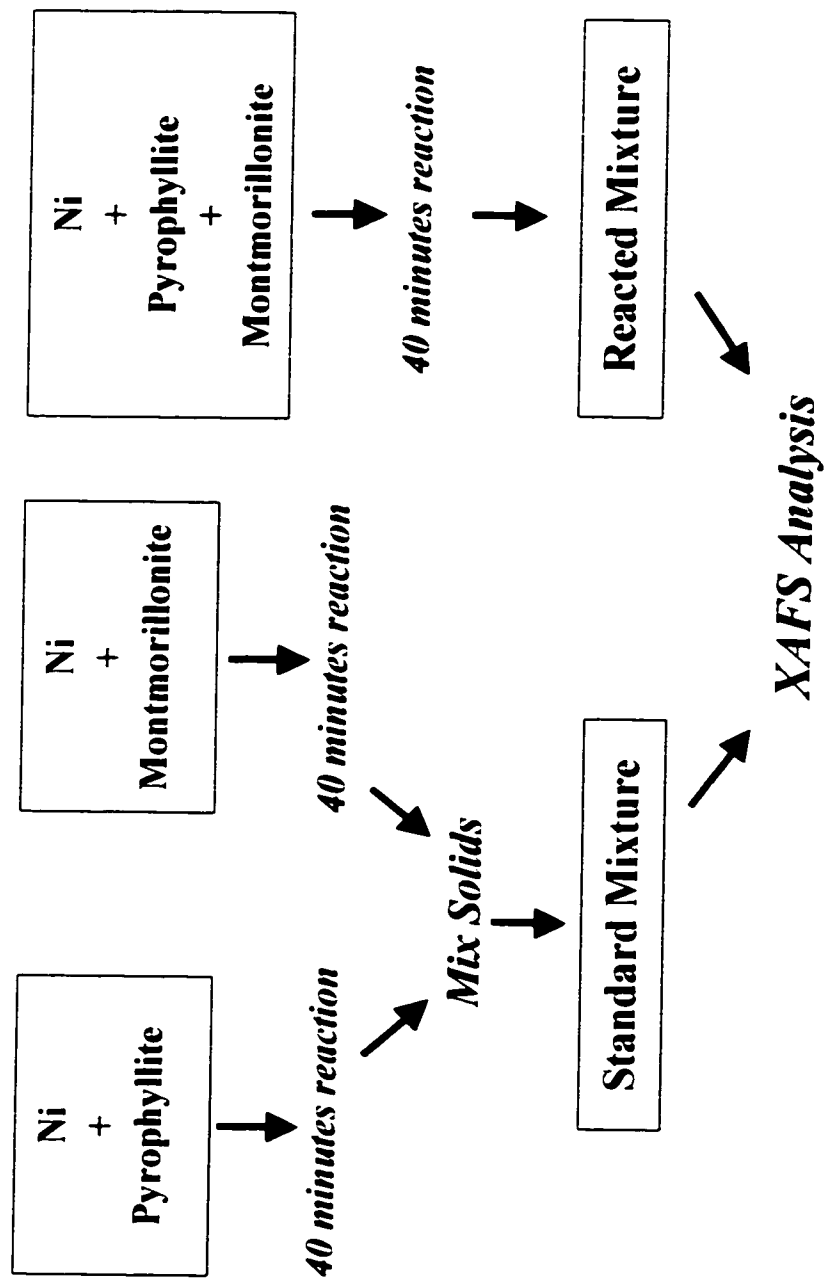 Ni
+
Pyrophyllite
40 minutes reaction
Ni
+
Montmorillonite
40 minutes reaction
Mix Solids
Standard Mixture
Ni
+
Pyrophyllite
+
Montmorillonite
40 minutes reaction
Reacted Mixture
XAFS Analysis